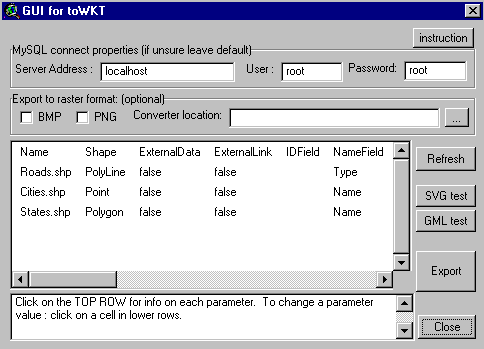 GUI for toWKT
instruction
MySQL connect properties (if unsure leave default)
Server Address : localhost User : root Password: root
Export to raster format: (optional)
BMP PNG Converter location: ...
Name Shape ExternalData ExternalLink IDField NameField
Roads.shp PolyLine false false Type
Cities.shp Point false false Name
States.shp Polygon false false Name
Refresh
SVG test
GML test
Export
Click on the TOP ROW for info on each parameter. To change a parameter
value : click on a cell in lower rows.
Close